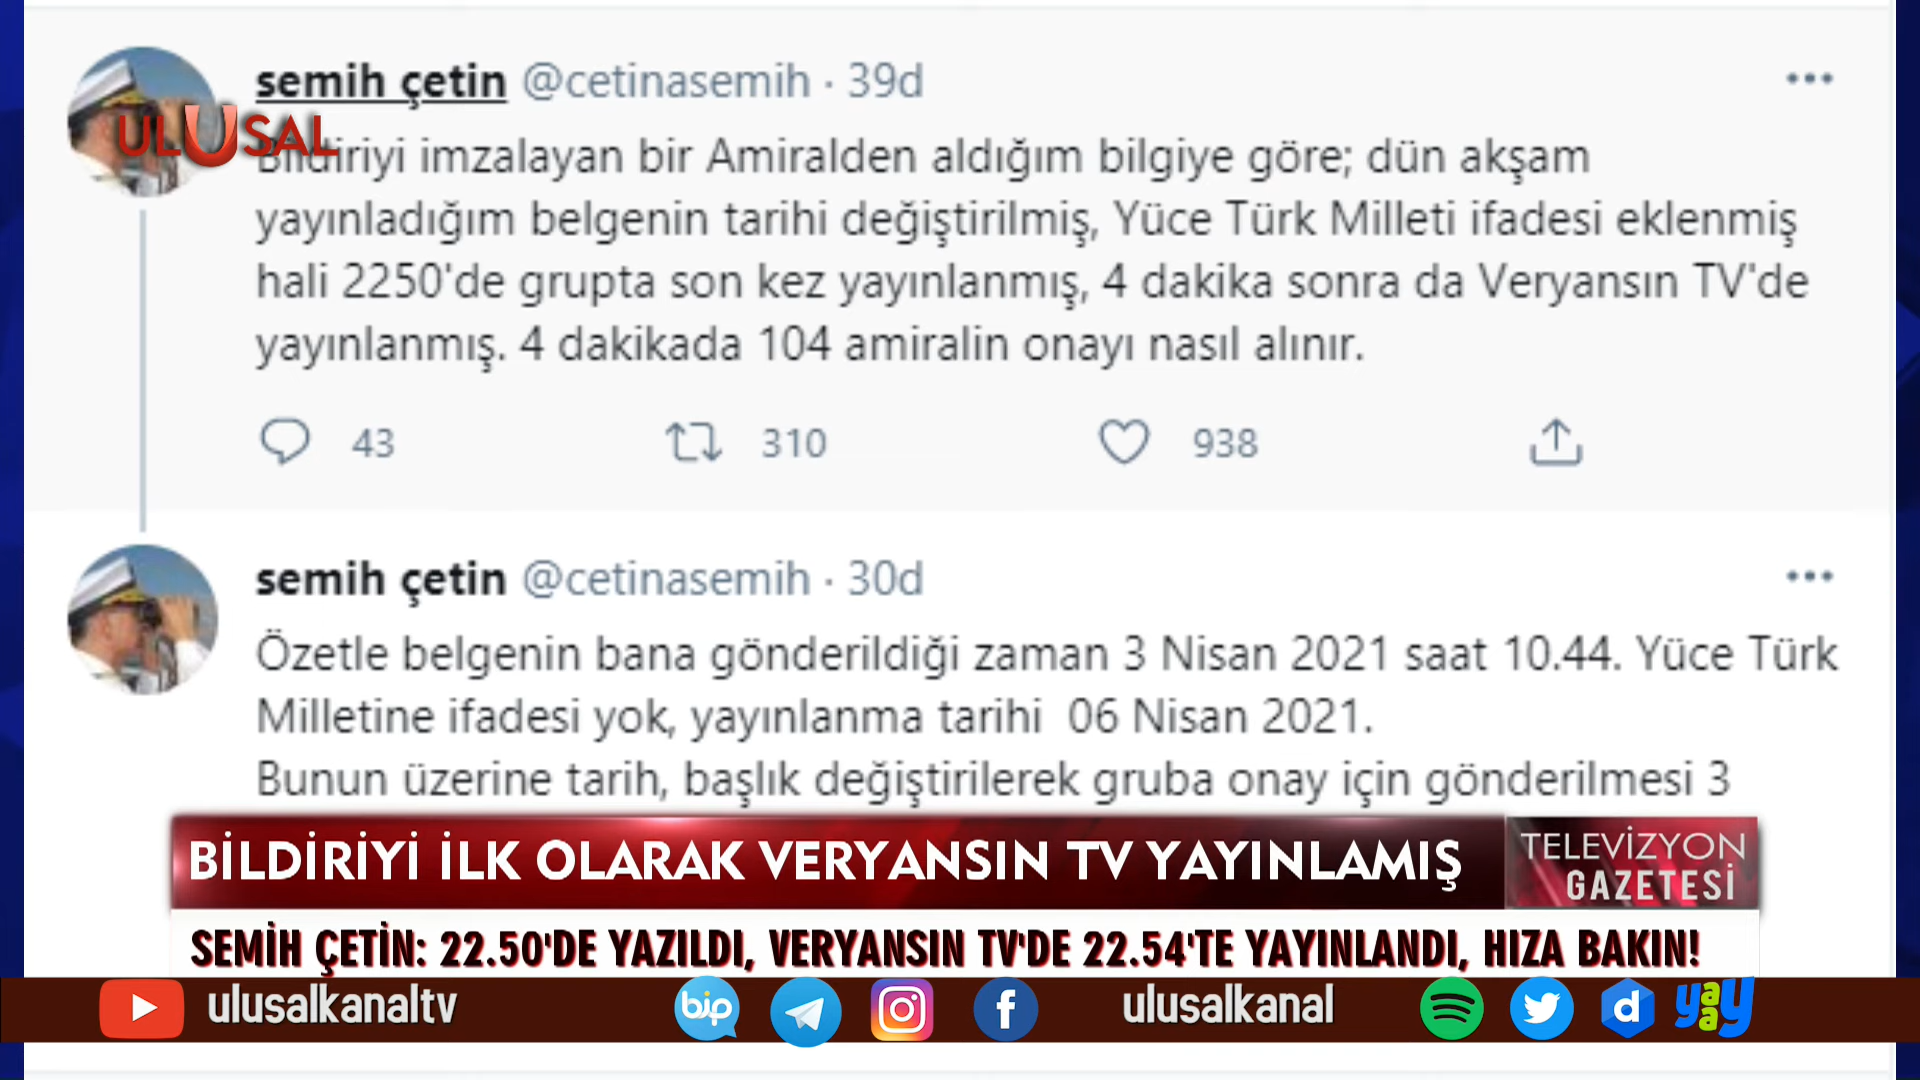 semih çetin @cetinasemih · 39d
ULUSAL
Bildiriyi imzalayan bir Amiralden aldığım bilgiye göre; dün akşam
yayınladığım belgenin tarihi değiştirilmiş, Yüce Türk Milleti ifadesi eklenmiş
hali 2250'de grupta son kez yayınlanmış, 4 dakika sonra da Veryansın TV'de
yayınlanmış. 4 dakikada 104 amiralin onayı nasıl alınır.
43 310 938
semih çetin @cetinasemih · 30d
Özetle belgenin bana gönderildiği zaman 3 Nisan 2021 saat 10.44. Yüce Türk
Milletine ifadesi yok, yayınlanma tarihi 06 Nisan 2021.
Bunun üzerine tarih, başlık değiştirilerek gruba onay için gönderilmesi 3
BİLDİRİYİ İLK OLARAK VERYANSIN TV YAYINLAMIŞ
TELEVİZYON
GAZETESİ
SEMİH ÇETİN: 22.50'DE YAZILDI, VERYANSIN TV'DE 22.54'TE YAYINLANDI, HIZA BAKIN!
ulusalkanaltv bip ulusalkanal d yaay